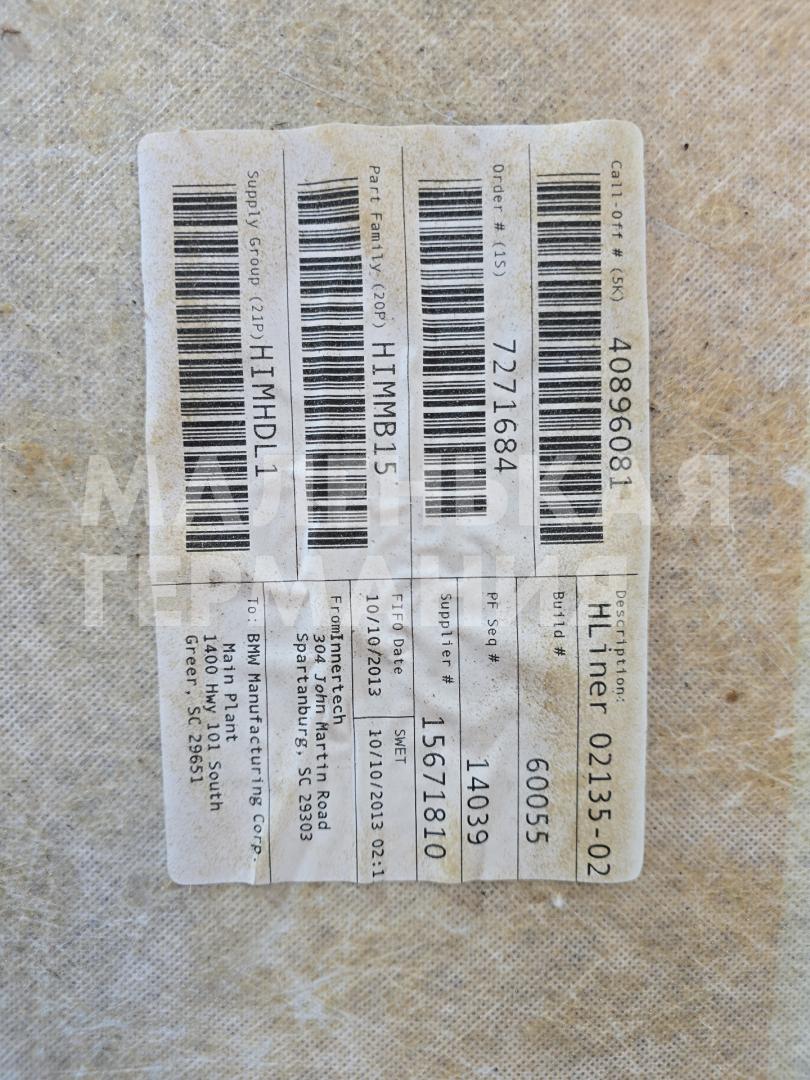 Call-Off # (5K) 40896081
Order # (1S) 7271684
Part Family (20P) HIMMB15
Supply Group (21P) HIMHDL1
Description:
HLiner 02135-02
Build # 60055
PF Seq # 14039
Supplier # 15671810
FIFO Date
10/10/2013
SWET
10/10/2013 02:1
From Innertech
304 John Martin Road
Spartanburg, SC 29303
To: BMW Manufacturing Corp.
Main Plant
1400 Hwy 101 South
Greer, SC 29651
МАЛЕНЬКАЯ
ГЕРМАНИЯ